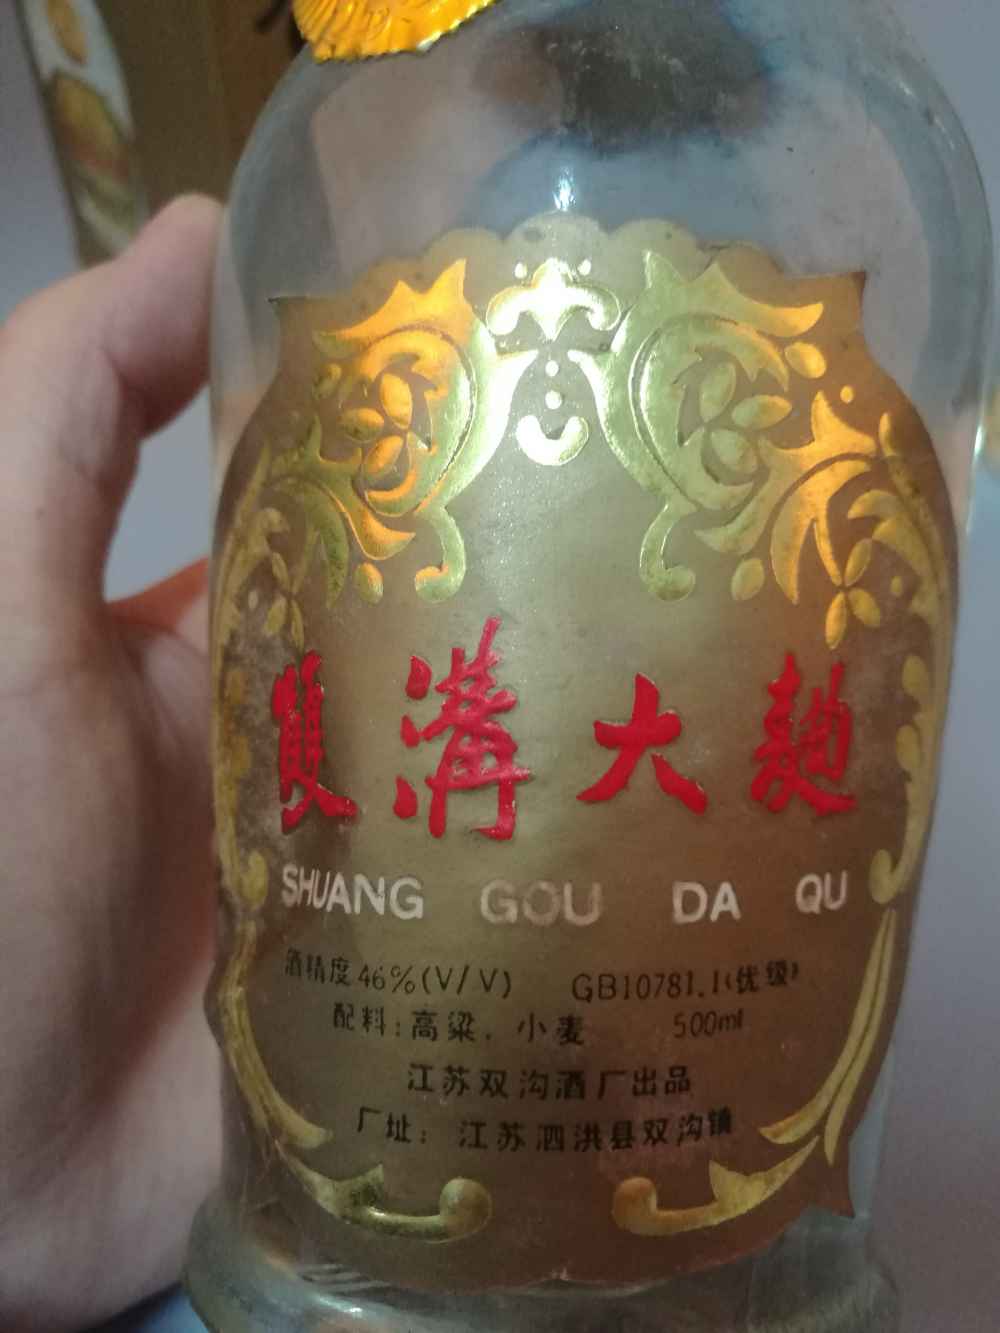 雙溝大麯
SHUANG GOU DA QU
酒精度46%(V/V) GB10781.1(优级)
配料:高粱、小麦 500ml
江苏双沟酒厂出品
厂址:江苏泗洪县双沟镇